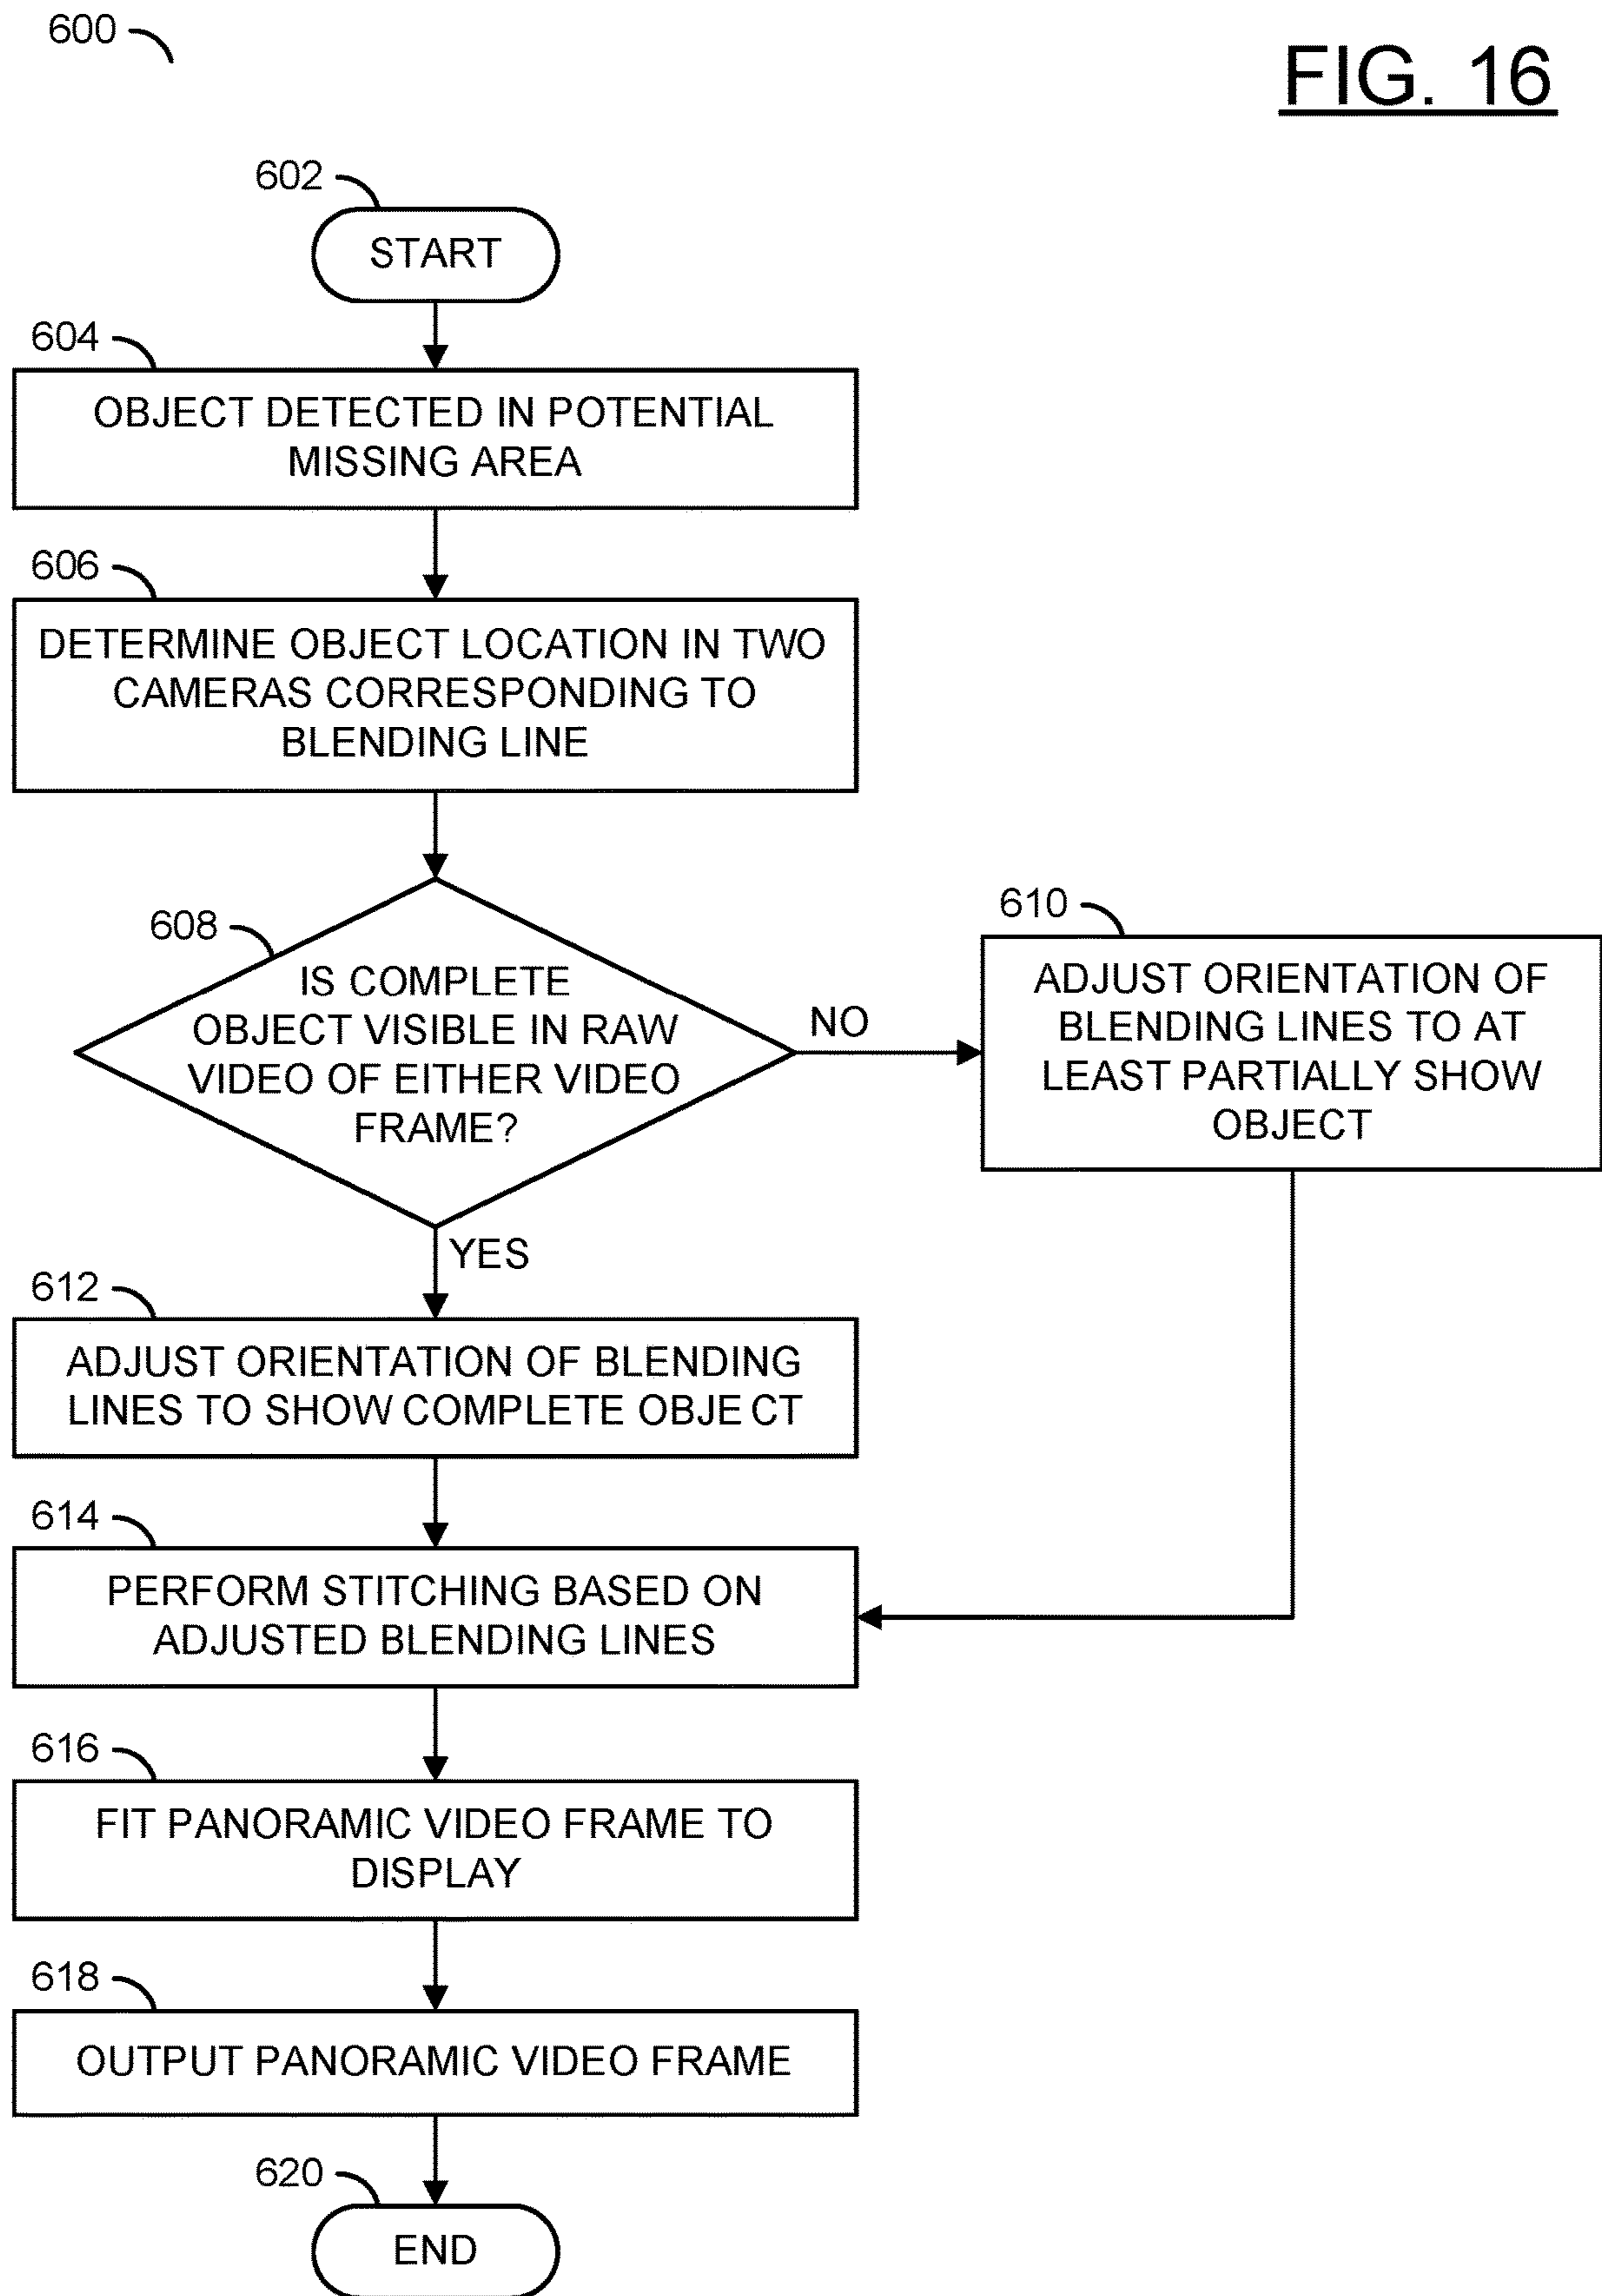 600
FIG. 16
602
START
604
OBJECT DETECTED IN POTENTIAL
MISSING AREA
606
DETERMINE OBJECT LOCATION IN TWO
CAMERAS CORRESPONDING TO
BLENDING LINE
608
IS COMPLETE
OBJECT VISIBLE IN RAW
VIDEO OF EITHER VIDEO
FRAME?
NO
610
ADJUST ORIENTATION OF
BLENDING LINES TO AT
LEAST PARTIALLY SHOW
OBJECT
YES
612
ADJUST ORIENTATION OF BLENDING
LINES TO SHOW COMPLETE OBJECT
614
PERFORM STITCHING BASED ON
ADJUSTED BLENDING LINES
616
FIT PANORAMIC VIDEO FRAME TO
DISPLAY
618
OUTPUT PANORAMIC VIDEO FRAME
620
END